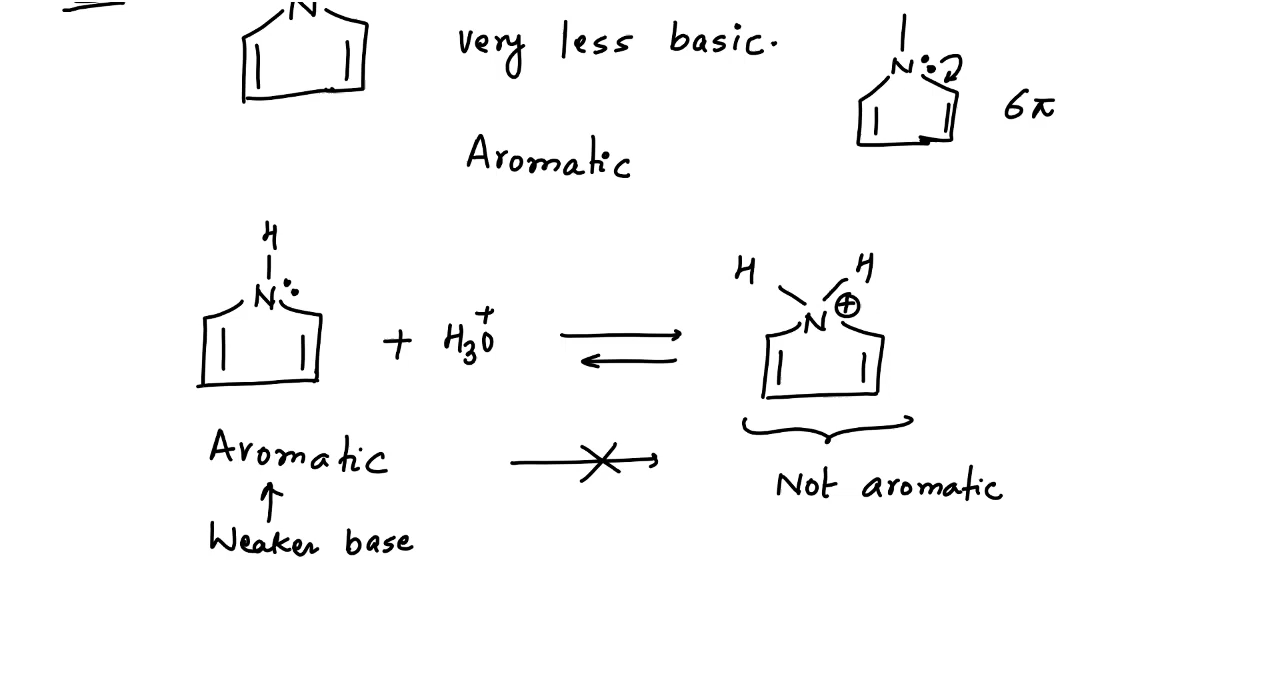 N
very less basic.
N:
6π
Aromatic
H
N:
+ H3O+
H H
N ⊕
Aromatic
Not aromatic
Weaker base